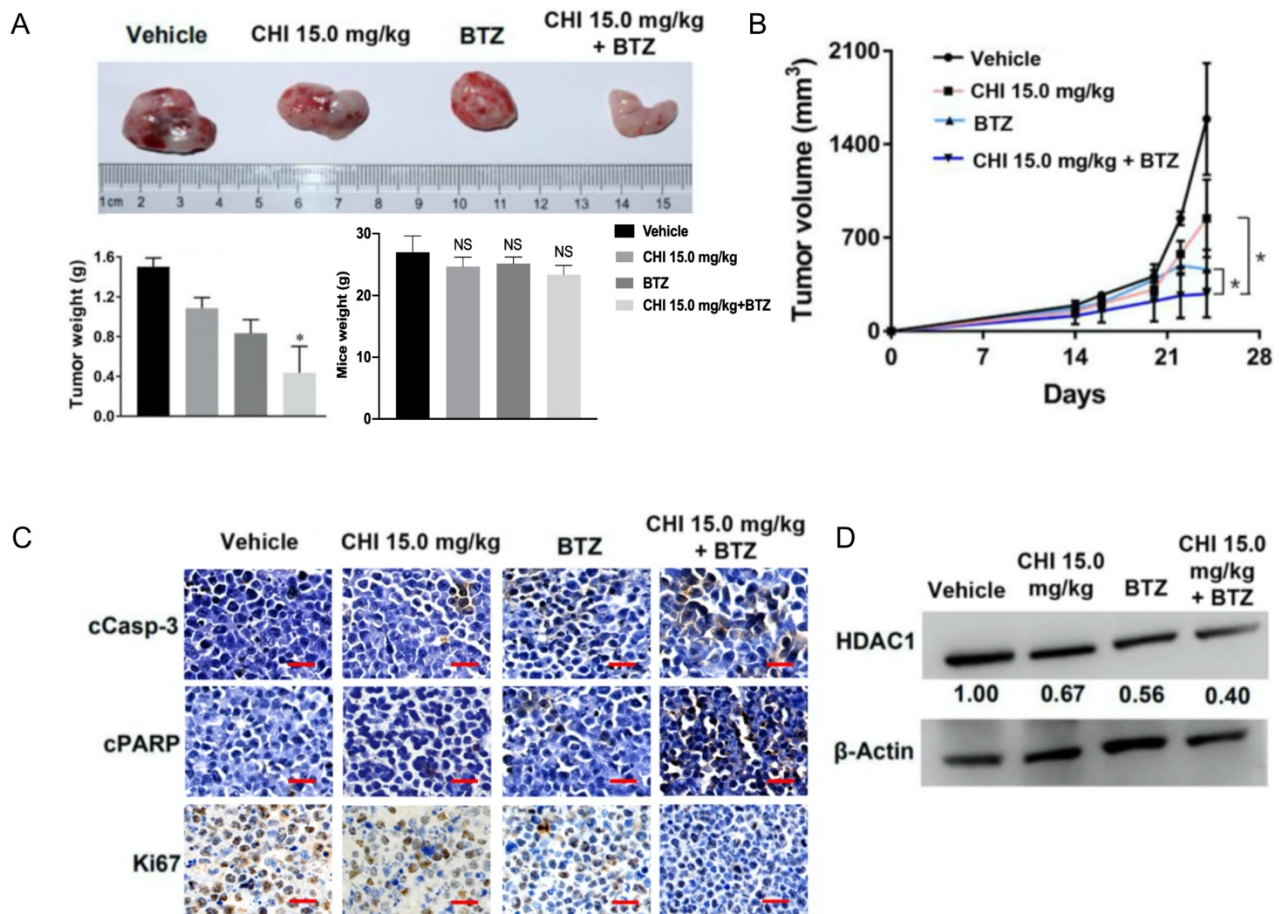 A
Vehicle
CHI 15.0 mg/kg
BTZ
CHI 15.0 mg/kg
+ BTZ
1cm 2 3 4 5 6 7 8 9 10 11 12 13 14 15
Tumor weight (g)
1.6
1.2
0.8
0.4
0.0
*
Mice weight (g)
30
20
10
0
NS
NS
NS
Vehicle
CHI 15.0 mg/kg
BTZ
CHI 15.0 mg/kg+BTZ
B
Tumor volume (mm3)
2100
1400
700
0
Vehicle
CHI 15.0 mg/kg
BTZ
CHI 15.0 mg/kg + BTZ
*
*
0 7 14 21 28
Days
C
Vehicle
CHI 15.0 mg/kg
BTZ
CHI 15.0 mg/kg
+ BTZ
cCasp-3
cPARP
Ki67
D
Vehicle
CHI 15.0
mg/kg
BTZ
CHI 15.0
mg/kg
+ BTZ
HDAC1
1.00 0.67 0.56 0.40
β-Actin